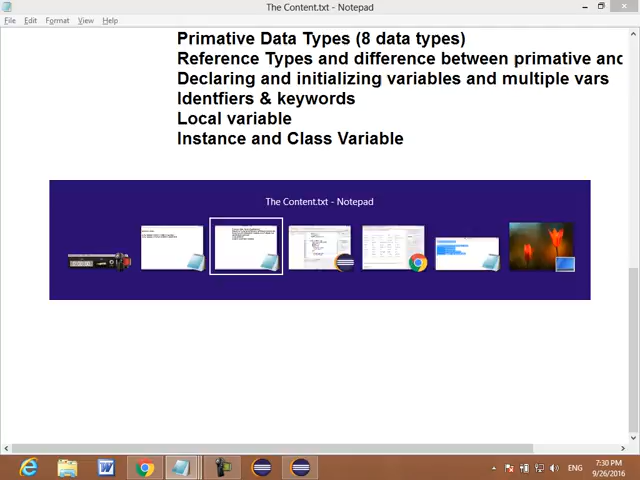 The Content.txt - Notepad
File Edit Format View Help
Primative Data Types (8 data types)
Reference Types and difference between primative and
Declaring and initializing variables and multiple vars
Identfiers & keywords
Local variable
Instance and Class Variable
The Content.txt - Notepad
ENG
7:30 PM
9/26/2016